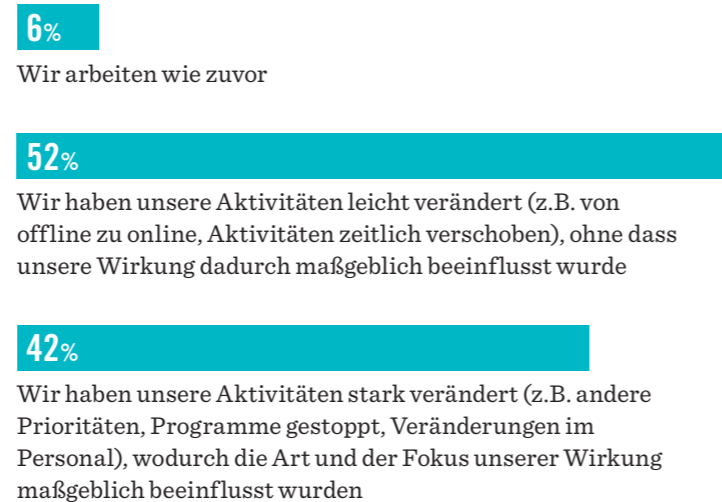 6%
Wir arbeiten wie zuvor
52%
Wir haben unsere Aktivitäten leicht verändert (z.B. von
offline zu online, Aktivitäten zeitlich verschoben), ohne dass
unsere Wirkung dadurch maßgeblich beeinflusst wurde
42%
Wir haben unsere Aktivitäten stark verändert (z.B. andere
Prioritäten, Programme gestoppt, Veränderungen im
Personal), wodurch die Art und der Fokus unserer Wirkung
maßgeblich beeinflusst wurden